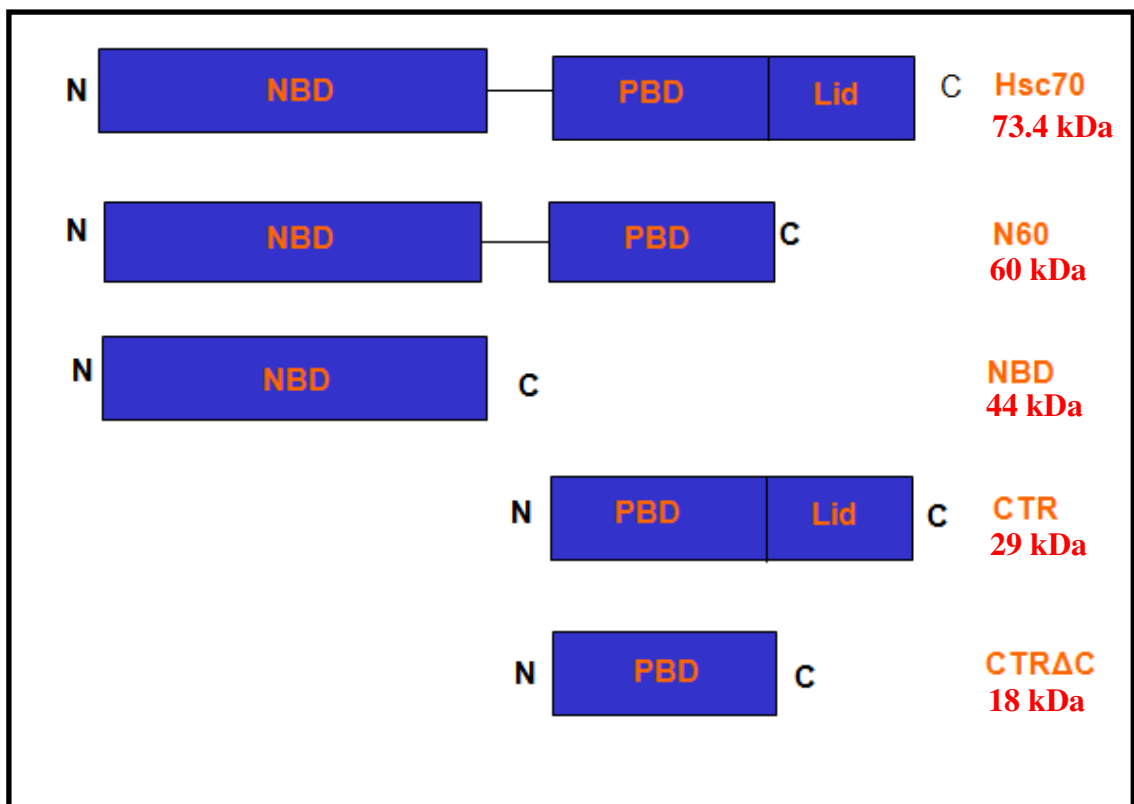 N NBD PBD Lid C Hsc70
73.4 kDa
N NBD PBD C N60
60 kDa
N NBD C NBD
44 kDa
N PBD Lid C CTR
29 kDa
N PBD C CTRΔC
18 kDa